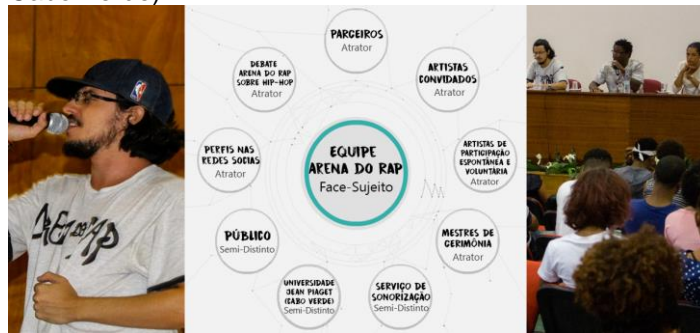 PARCEIROS
Atrator
DEBATE
ARENA DO RAP
SOBRE HIP-HOP
Atrator
ARTISTAS
CONVIDADOS
Atrator
PERFIS NAS
REDES SOCIAS
Atrator
EQUIPE
ARENA DO RAP
Face-Sujeito
ARTISTAS DE
PARTICIPAÇÃO
ESPONTÂNEA E
VOLUNTÁRIA
Atrator
PÚBLICO
Semi-Distinto
MESTRES DE
CERIMÔNIA
Atrator
UNIVERSIDADE
JEAN PIAGET
(CABO VERDE)
Semi-Distinto
SERVIÇO DE
SONORIZAÇÃO
Semi-Distinto